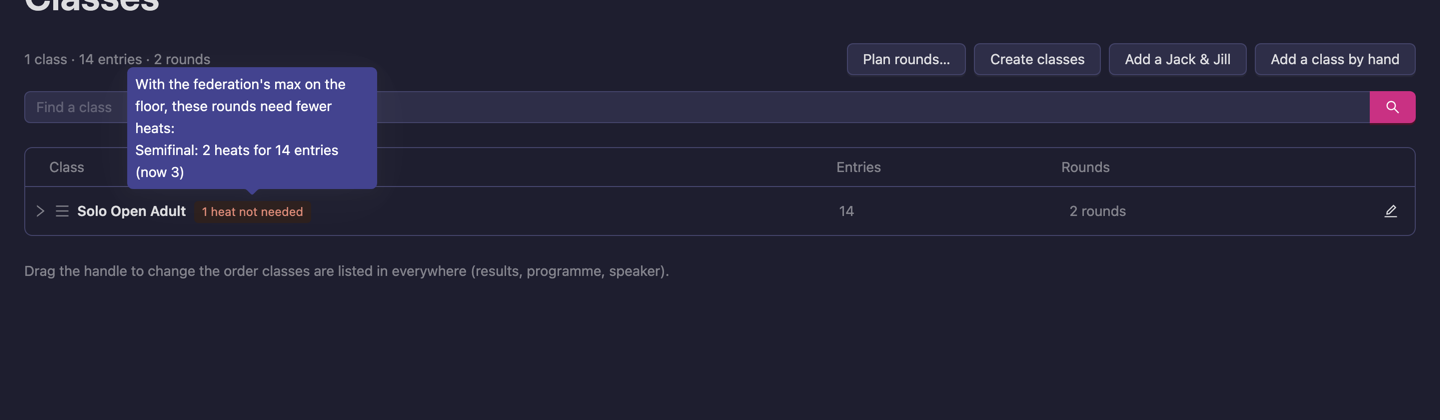 Classes
1 class · 14 entries · 2 rounds
Plan rounds...
Create classes
Add a Jack & Jill
Add a class by hand
With the federation's max on the
floor, these rounds need fewer
heats:
Semifinal: 2 heats for 14 entries
(now 3)
Find a class
Class
Entries
Rounds
Solo Open Adult
1 heat not needed
14
2 rounds
Drag the handle to change the order classes are listed in everywhere (results, programme, speaker).